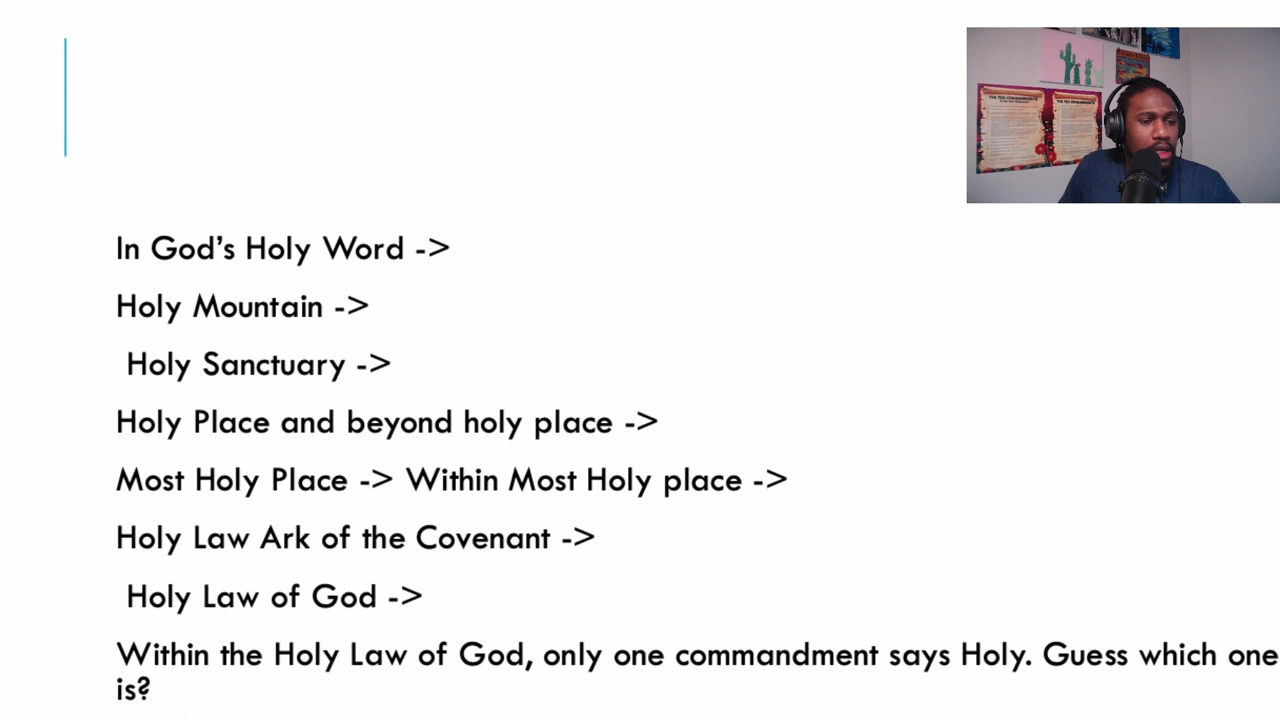 In God's Holy Word ->
Holy Mountain ->
Holy Sanctuary ->
Holy Place and beyond holy place ->
Most Holy Place -> Within Most Holy place ->
Holy Law Ark of the Covenant ->
Holy Law of God ->
Within the Holy Law of God, only one commandment says Holy. Guess which one
is?